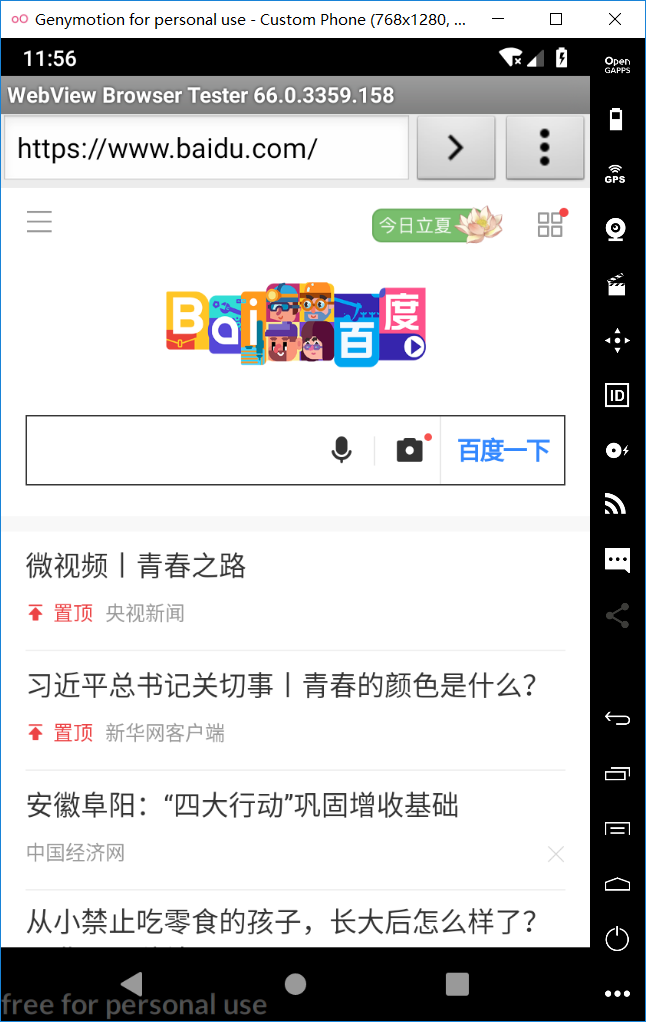 Genymotion for personal use - Custom Phone (768x1280, ...
11:56
Open
GAPPS
WebView Browser Tester 66.0.3359.158
https://www.baidu.com/
GPS
今日立夏
Bai百度
ID
百度一下
微视频丨青春之路
置顶 央视新闻
习近平总书记关切事丨青春的颜色是什么?
置顶 新华网客户端
安徽阜阳：“四大行动”巩固增收基础
中国经济网
从小禁止吃零食的孩子，长大后怎么样了?
free for personal use